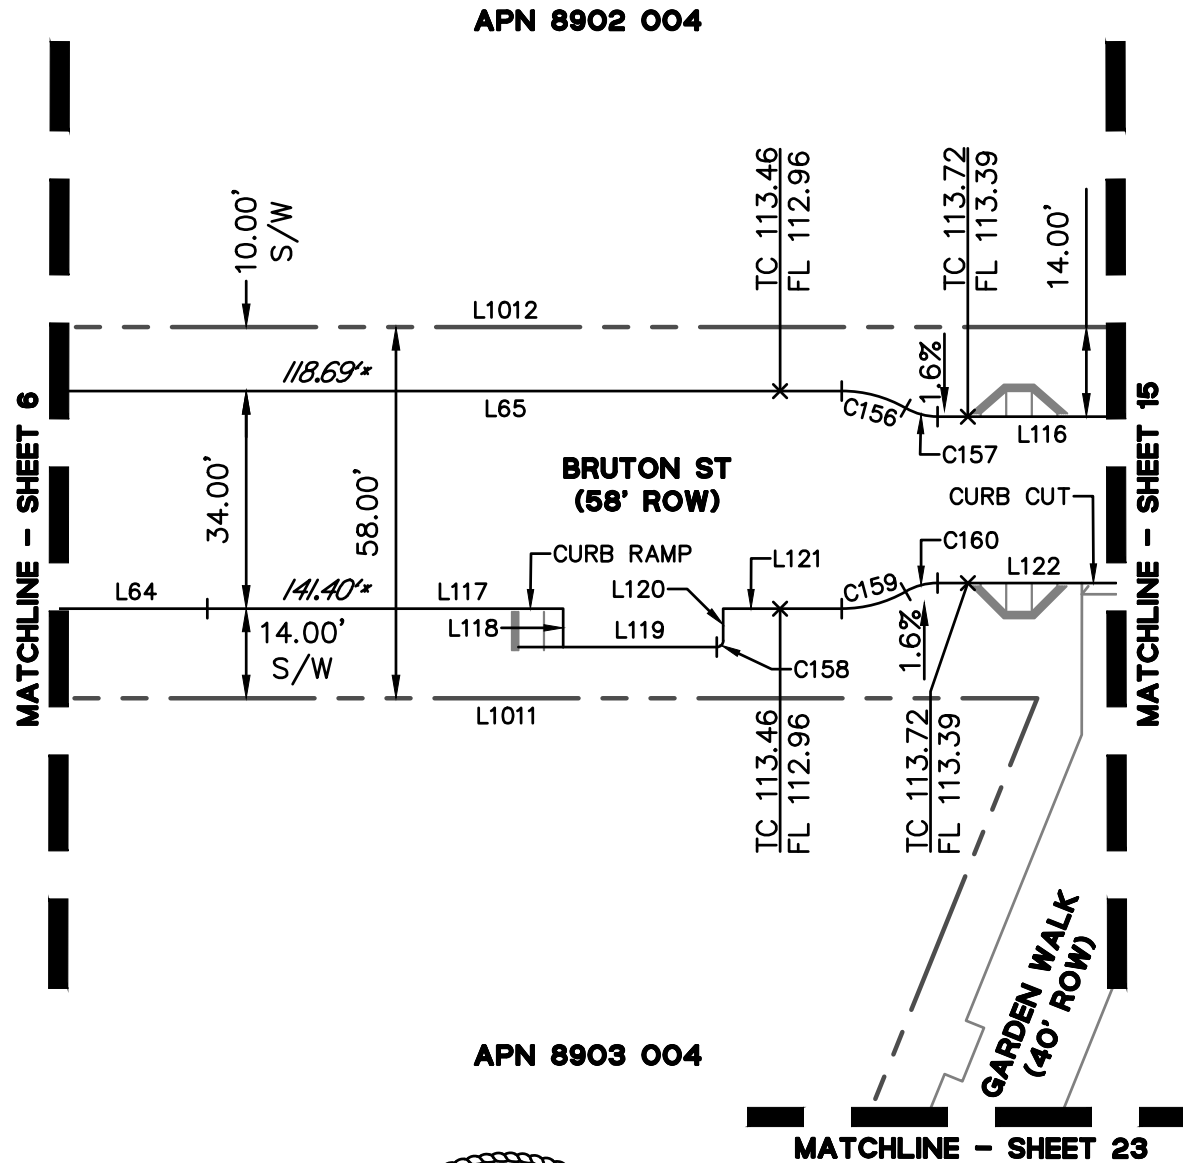 APN 8902 004
10.00'
S/W
TC 113.46
FL 112.96
TC 113.72
FL 113.39
14.00'
L1012
118.69'*
L65
1.6%
C156
C157
L116
MATCHLINE - SHEET 6
MATCHLINE - SHEET 15
34.00'
58.00'
BRUTON ST
(58' ROW)
CURB CUT
CURB RAMP
C160
L121
L122
L64
141.40'*
L117
L120
C159
14.00'
S/W
L118
L119
C158
1.6%
L1011
TC 113.46
FL 112.96
TC 113.72
FL 113.39
GARDEN WALK
(40' ROW)
APN 8903 004
MATCHLINE - SHEET 23